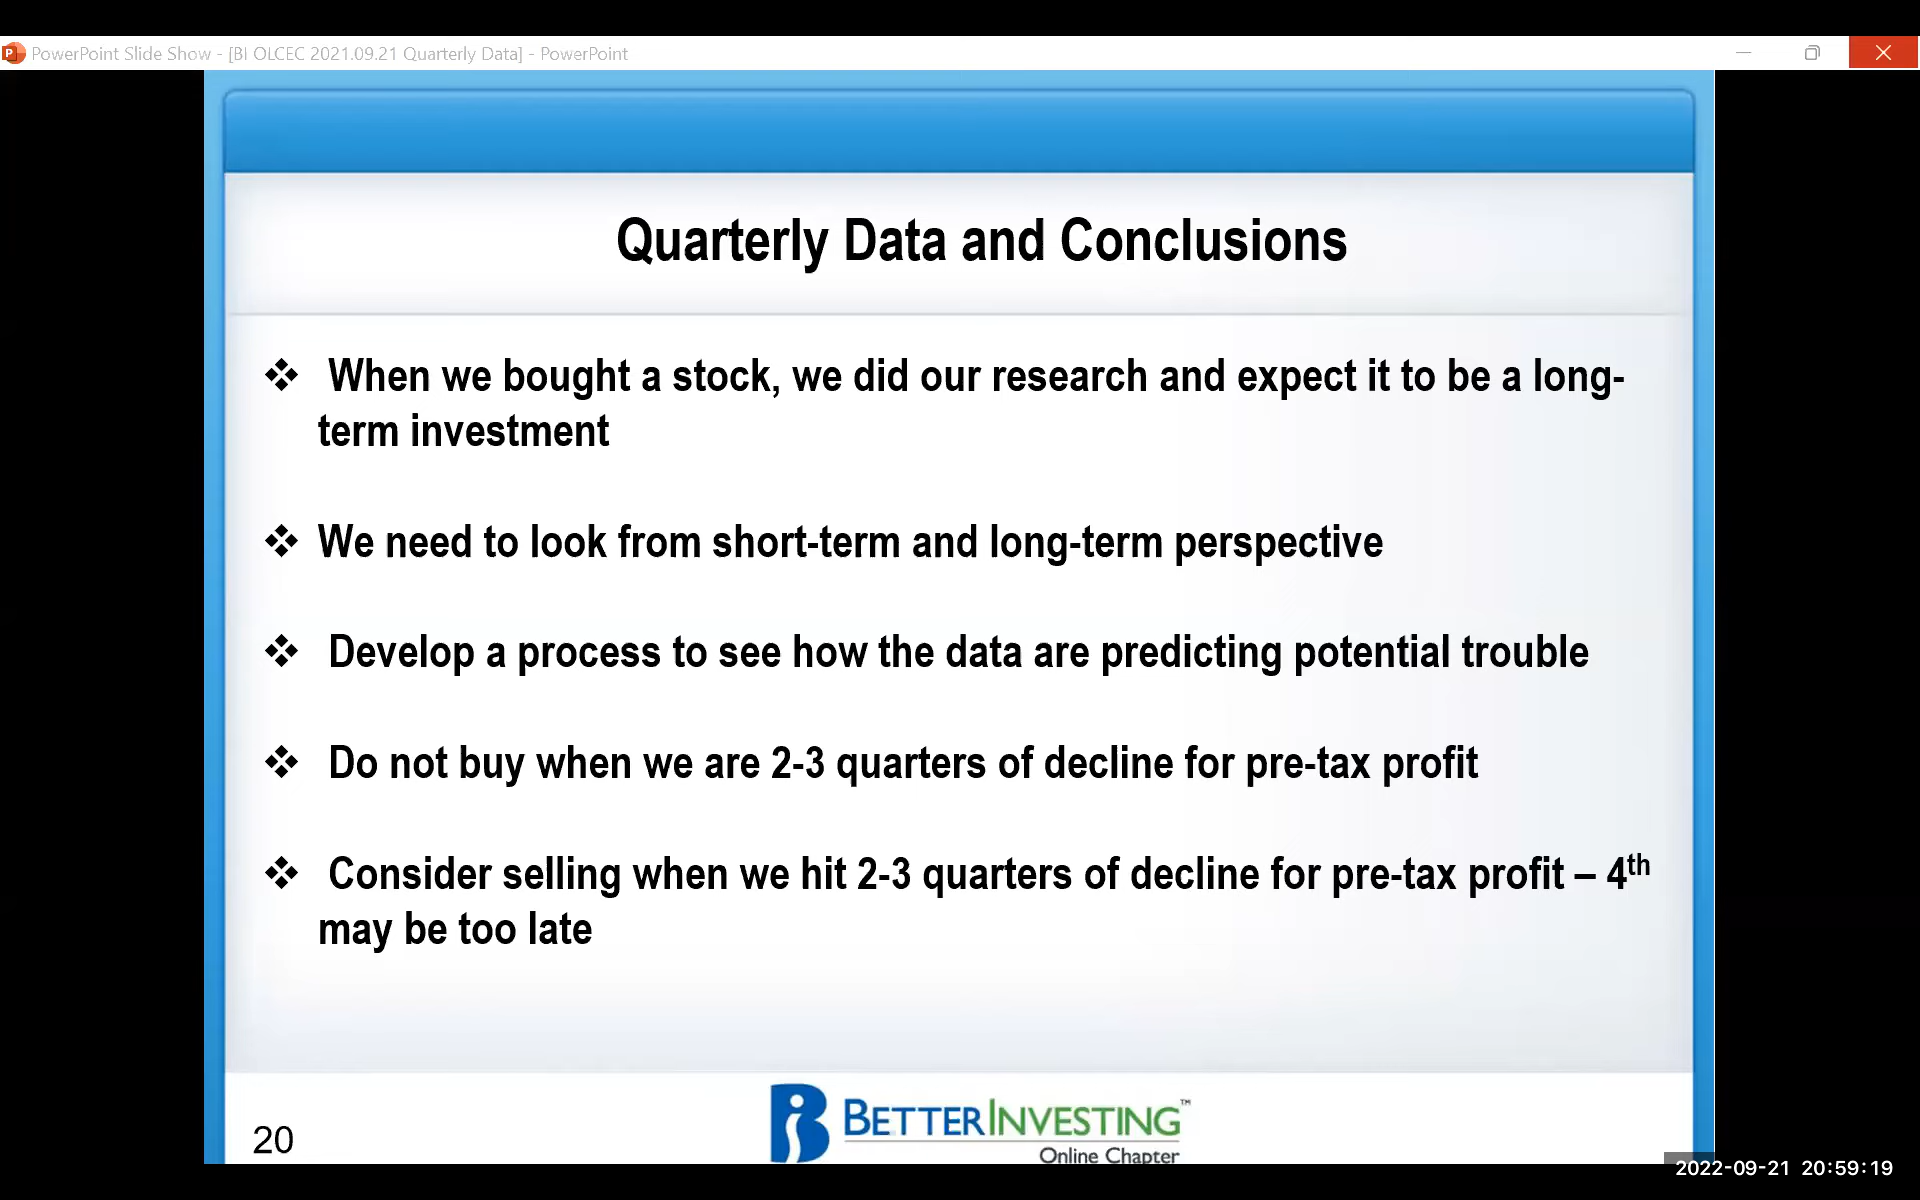 PowerPoint Slide Show - [BI OLCEC 2021.09.21 Quarterly Data] - PowerPoint
Quarterly Data and Conclusions
❖ When we bought a stock, we did our research and expect it to be a long-
term investment
❖ We need to look from short-term and long-term perspective
❖ Develop a process to see how the data are predicting potential trouble
❖ Do not buy when we are 2-3 quarters of decline for pre-tax profit
❖ Consider selling when we hit 2-3 quarters of decline for pre-tax profit – 4th
may be too late
20
BETTERINVESTING™
Online Chapter
2022-09-21 20:59:19